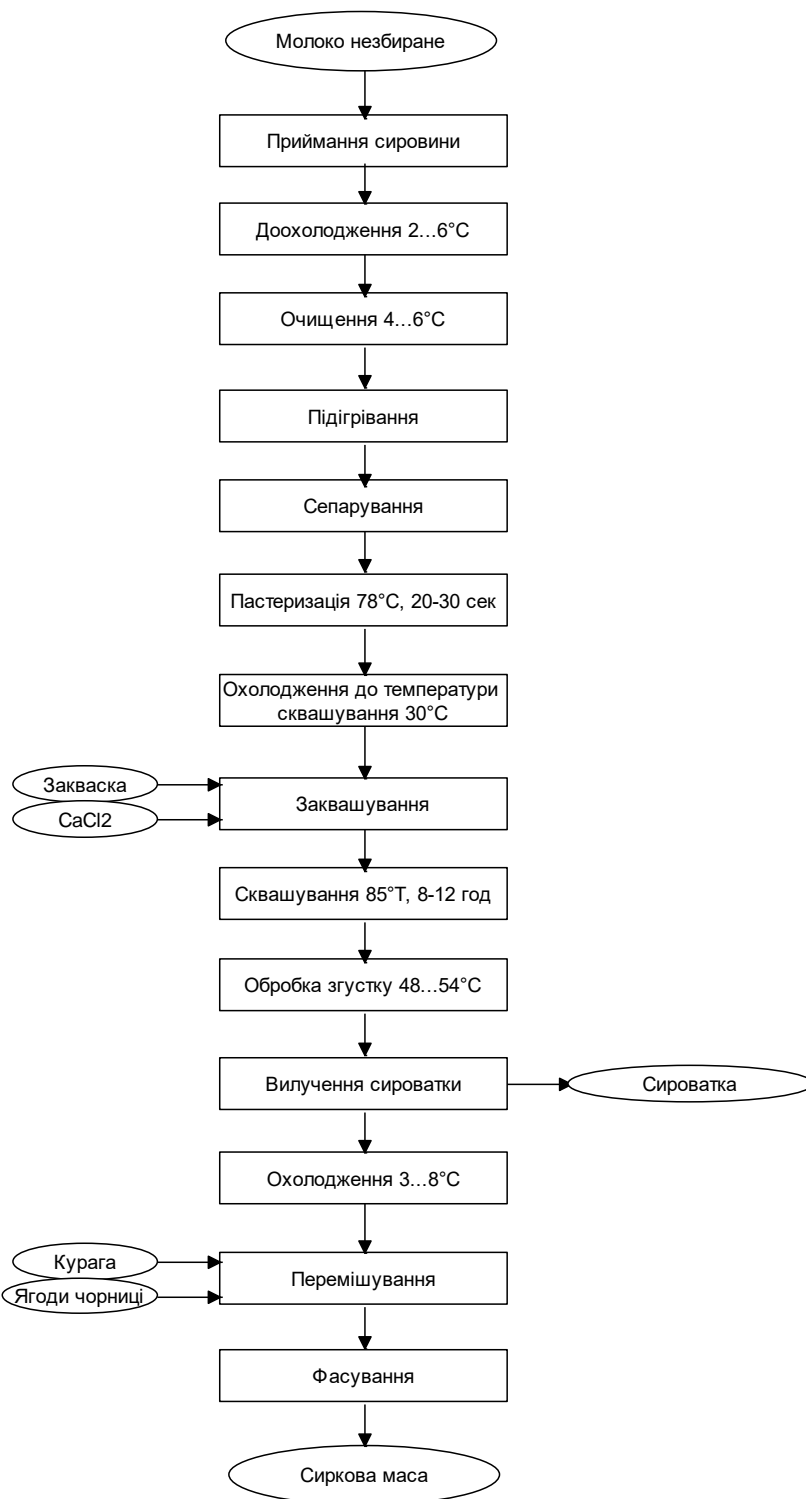 Молоко незбиране
Приймання сировини
Доохолодження 2...6°С
Очищення 4...6°С
Підігрівання
Сепарування
Пастеризація 78°С, 20-30 сек
Охолодження до температури
сквашування 30°С
Закваска
CaCl2
Заквашування
Сквашування 85°Т, 8-12 год
Обробка згустку 48...54°С
Вилучення сироватки
Сироватка
Охолодження 3...8°С
Курага
Ягоди чорниці
Перемішування
Фасування
Сиркова маса